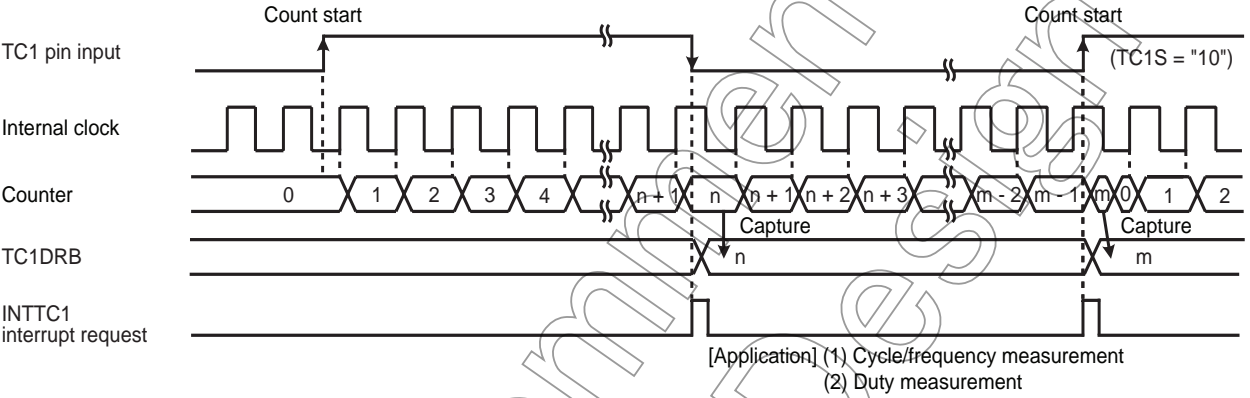 Count start Count start
TC1 pin input (TC1S = "10")
Internal clock
Counter 0 1 2 3 4 n + 1 n n + 1 n + 2 n + 3 m - 2 m - 1 m 0 1 2
Capture Capture
TC1DRB n m
INTTC1
interrupt request
[Application] (1) Cycle/frequency measurement
(2) Duty measurement